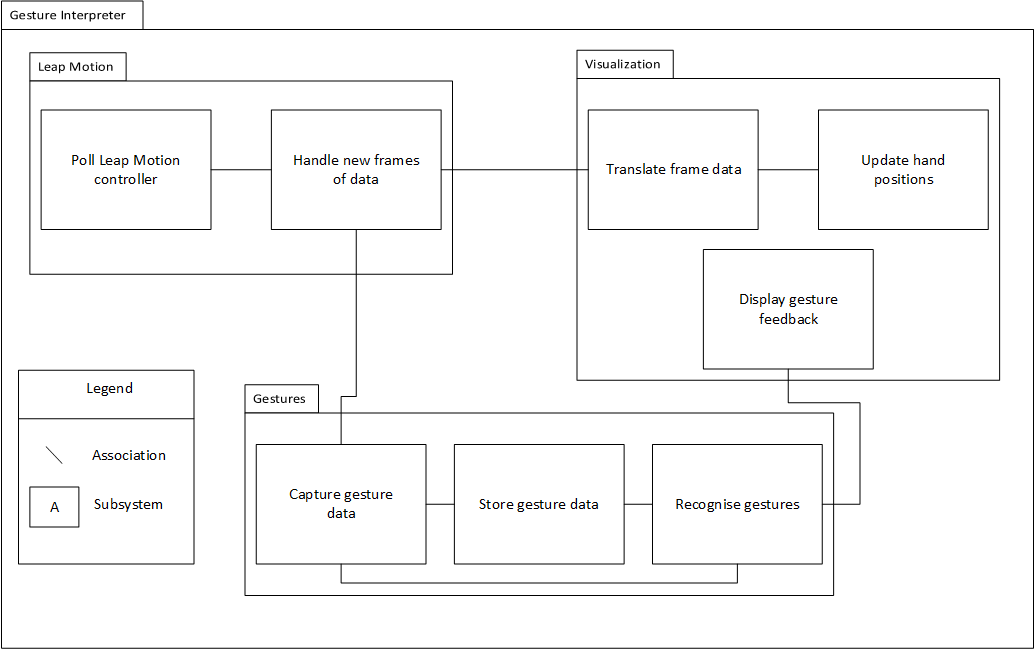 Gesture Interpreter
Leap Motion
Poll Leap Motion
controller
Handle new frames
of data
Visualization
Translate frame data
Update hand
positions
Display gesture
feedback
Legend
Association
A
Subsystem
Gestures
Capture gesture
data
Store gesture data
Recognise gestures